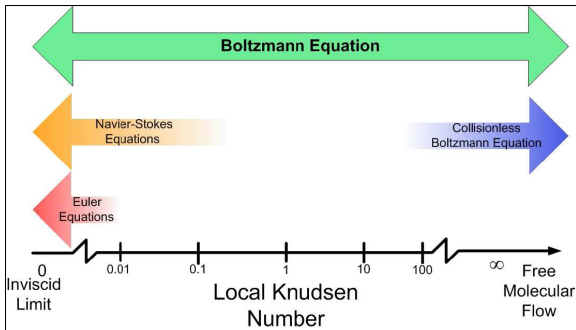 Boltzmann Equation
Navier-Stokes
Equations
Collisionless
Boltzmann Equation
Euler
Equations
0
0.01
0.1
1
10
100
∞
Inviscid
Limit
Local Knudsen
Number
Free
Molecular
Flow